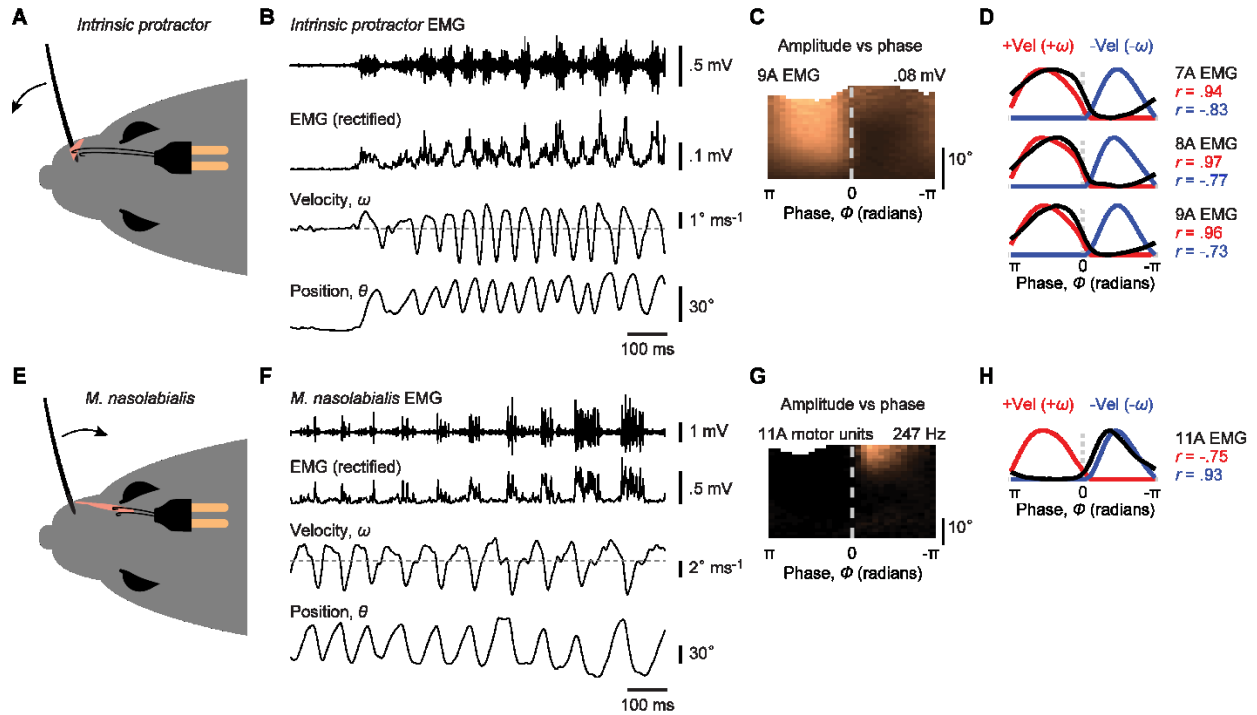 A
Intrinsic protractor
B
Intrinsic protractor EMG
.5 mV
EMG (rectified)
.1 mV
Velocity, ω
1° ms-1
Position, θ
30°
100 ms
C
Amplitude vs phase
9A EMG
.08 mV
10°
π
0
-π
Phase, Φ (radians)
D
+Vel (+ω)
-Vel (-ω)
7A EMG
r = .94
r = -.83
8A EMG
r = .97
r = -.77
9A EMG
r = .96
r = -.73
π
0
-π
Phase, Φ (radians)
E
M. nasolabialis
F
M. nasolabialis EMG
1 mV
EMG (rectified)
.5 mV
Velocity, ω
2° ms-1
Position, θ
30°
100 ms
G
Amplitude vs phase
11A motor units
247 Hz
10°
π
0
-π
Phase, Φ (radians)
H
+Vel (+ω)
-Vel (-ω)
11A EMG
r = -.75
r = .93
π
0
-π
Phase, Φ (radians)